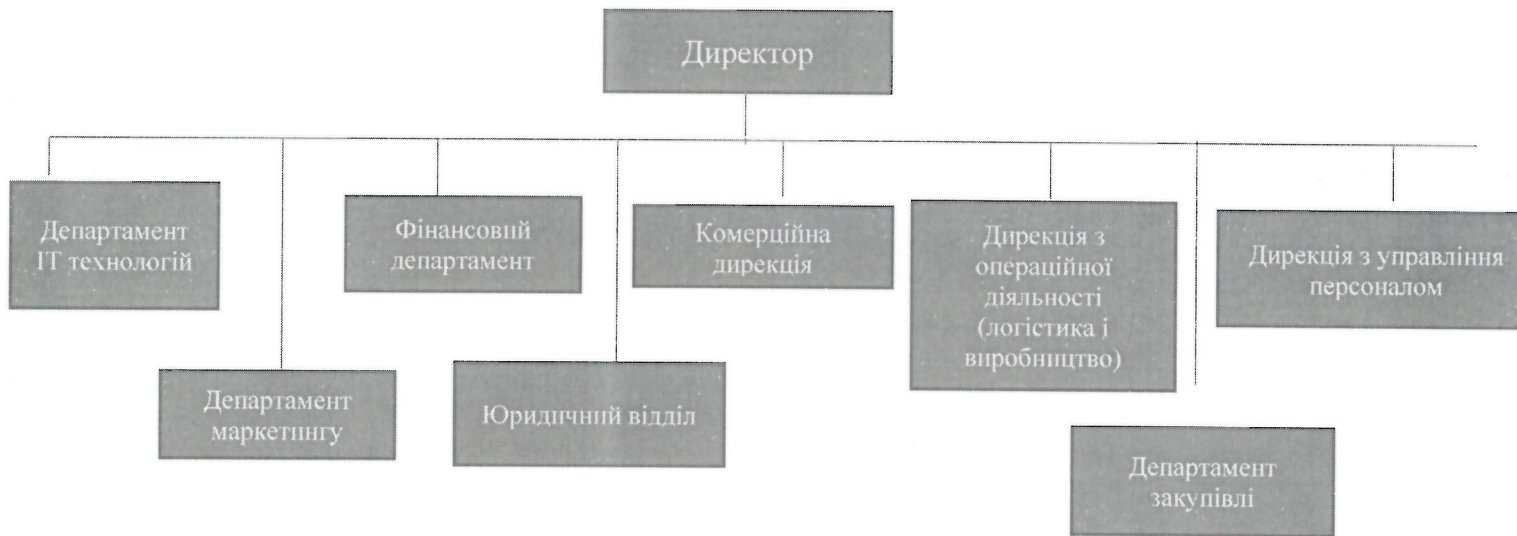 Директор
Департамент
ІТ технологій
Фінансовий
департамент
Комерційна
дирекція
Дирекція з
операційної
діяльності
(логістика і
виробництво)
Дирекція з управління
персоналом
Департамент
маркетингу
Юридичний відділ
Департамент
закупівлі